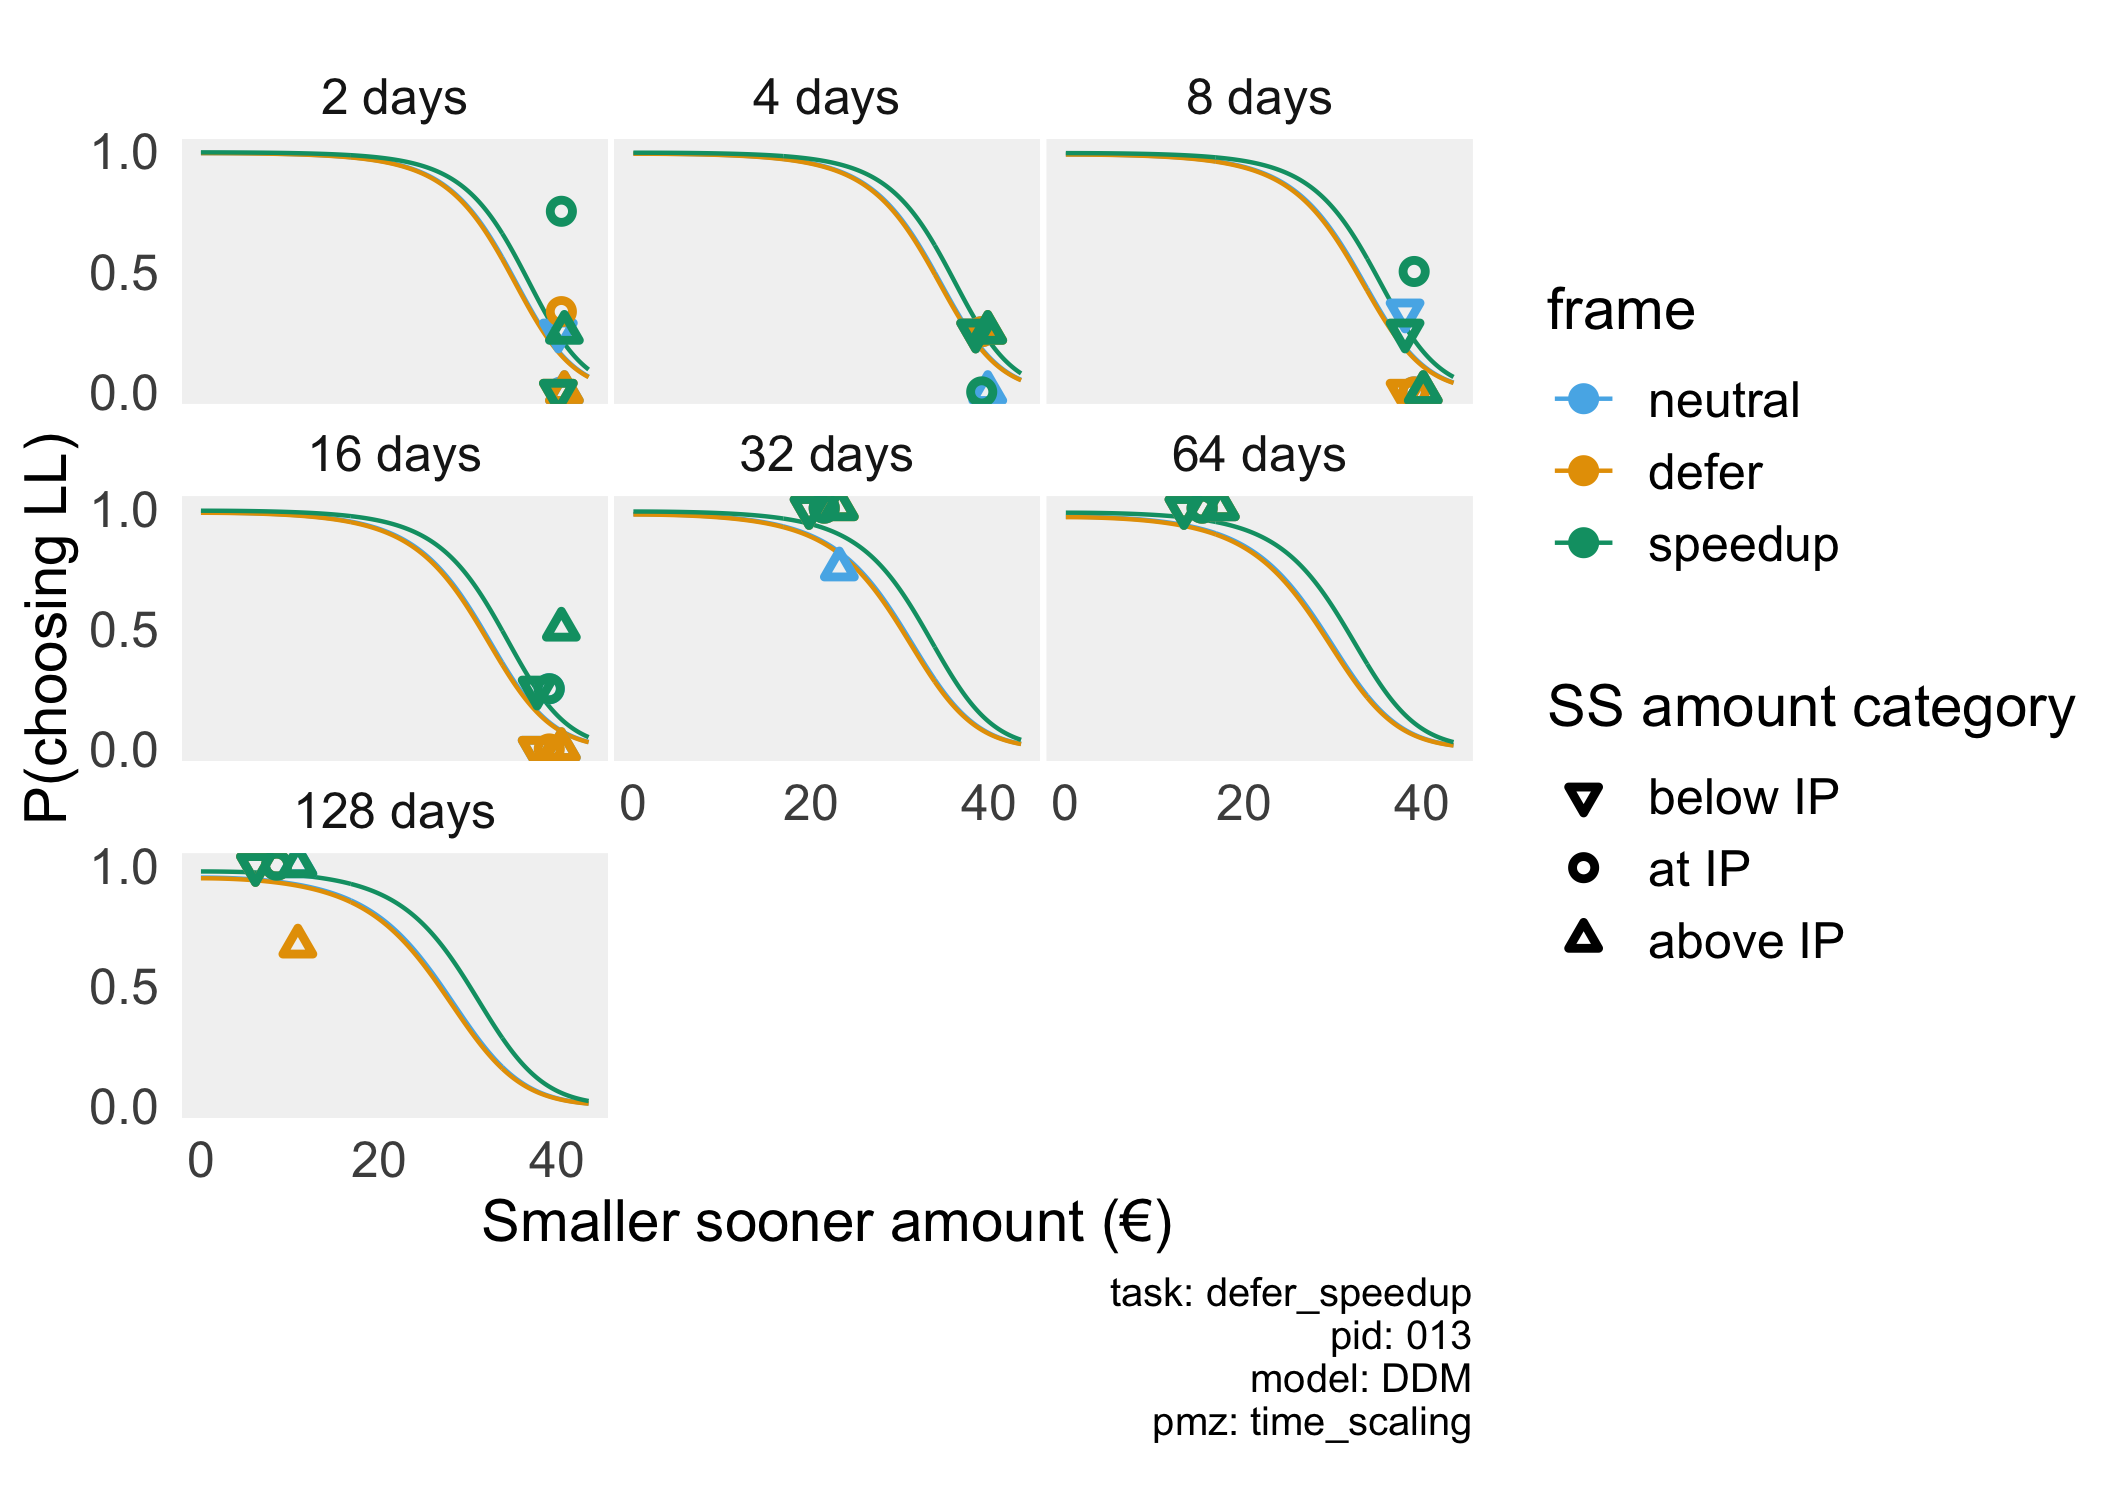 2 days
4 days
8 days
1.0
0.5
0.0
16 days
32 days
64 days
1.0
0.5
0.0
0 20 40
0 20 40
128 days
1.0
0.5
0.0
0 20 40
P(choosing LL)
Smaller sooner amount (€)
frame
neutral
defer
speedup
SS amount category
below IP
at IP
above IP
task: defer_speedup
pid: 013
model: DDM
pmz: time_scaling